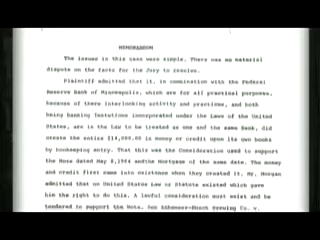 MEMORANDUM
The issues in this case were simple. There was no material
dispute on the facts for the Jury to resolve.
Plaintiff admitted that it, in combination with the Federal
Reserve Bank of Minneapolis, which are for all practical purposes,
because of there interlocking activity and practices, and both
being Banking Institutions incorporated under the Laws of the United
States, are in the Law to be treated as one and the same Bank, did
create the entire $14,000.00 in money or credit upon its own books
by bookkeeping entry. That this was the Consideration used to support
the Note dated May 8, 1964 and the Mortgage of the same date. The money
and credit first came into existence when they created it. Mr. Morgan
admitted that no United States Law or Statute existed which gave
him the right to do this. A lawful consideration must exist and be
tendered to support the Note. See Anheuser-Busch Brewing Co. v.